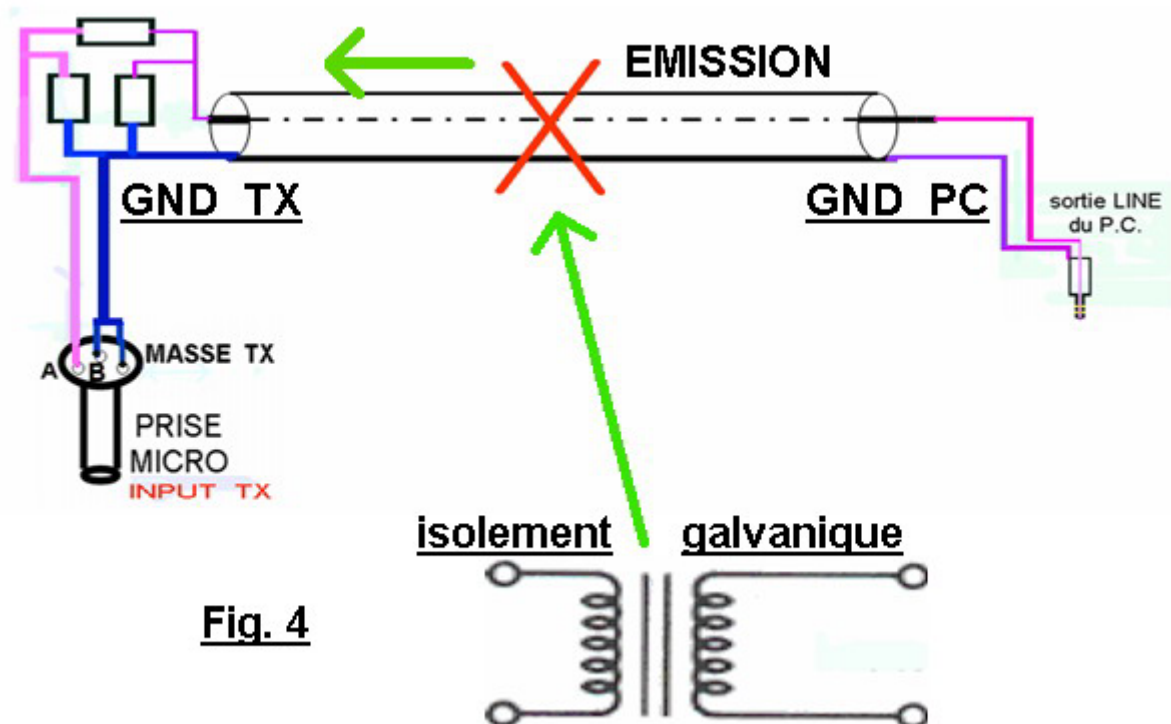 EMISSION
GND TX
GND PC
sortie LINE
du P.C.
A
B
MASSE TX
PRISE
MICRO
INPUT TX
isolement galvanique
Fig. 4